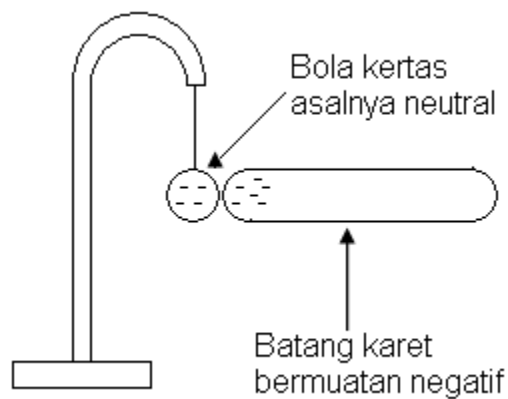 Bola kertas
asalnya neutral
Batang karet
bermuatan negatif